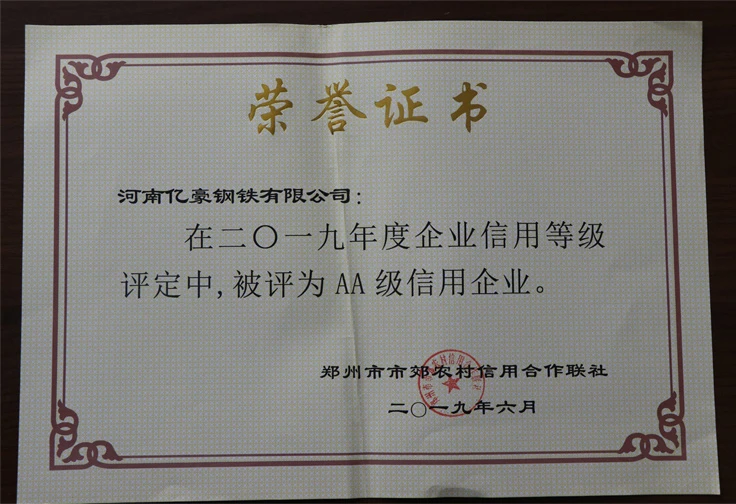 荣誉证书
河南亿豪钢铁有限公司：
在二〇一九年度企业信用等级
评定中,被评为 AA 级信用企业。
郑州市市郊农村信用合作联社
二〇一九年六月